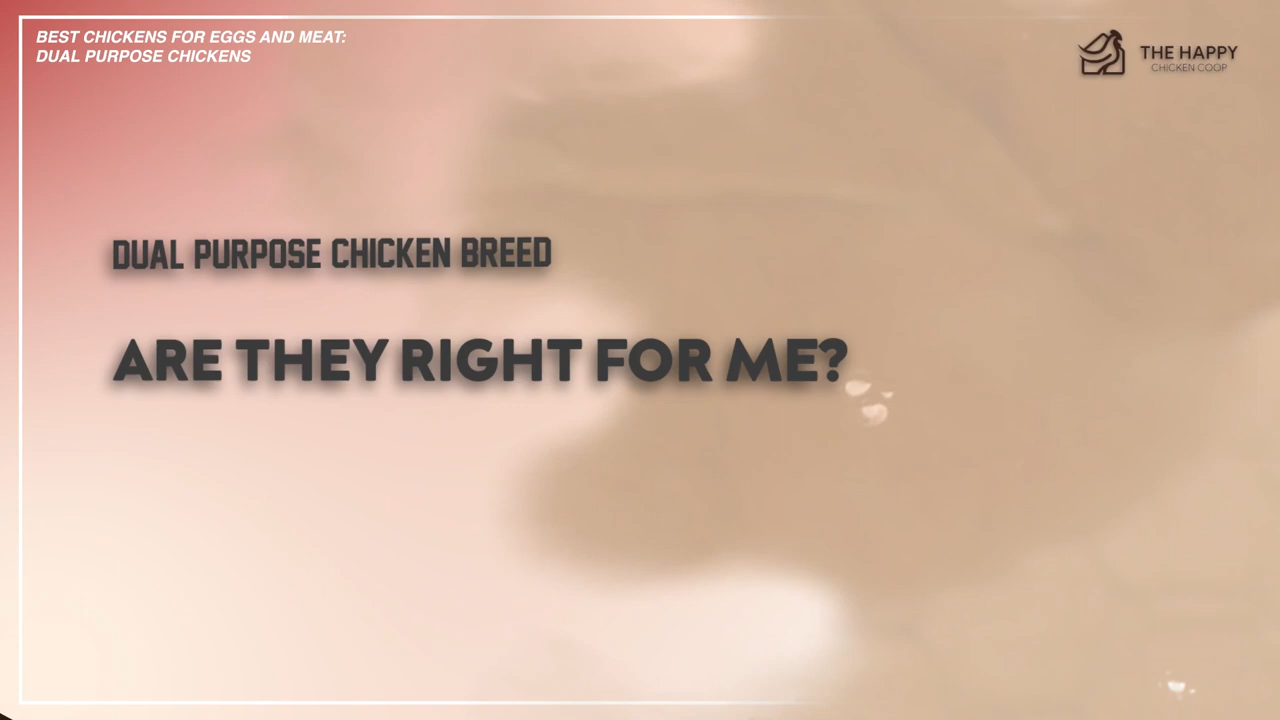 BEST CHICKENS FOR EGGS AND MEAT:
DUAL PURPOSE CHICKENS
THE HAPPY
CHICKEN COOP
DUAL PURPOSE CHICKEN BREED
ARE THEY RIGHT FOR ME?